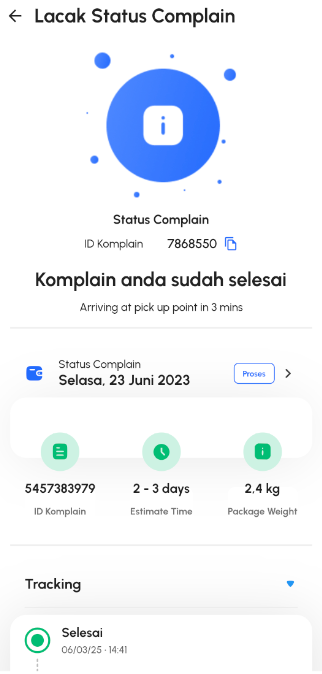 Lacak Status Complain
Status Complain
ID Komplain 7868550
Komplain anda sudah selesai
Arriving at pick up point in 3 mins
Status Complain
Selasa, 23 Juni 2023
Proses
5457383979
ID Komplain
2 - 3 days
Estimate Time
2,4 kg
Package Weight
Tracking
Selesai
06/03/25 · 14:41